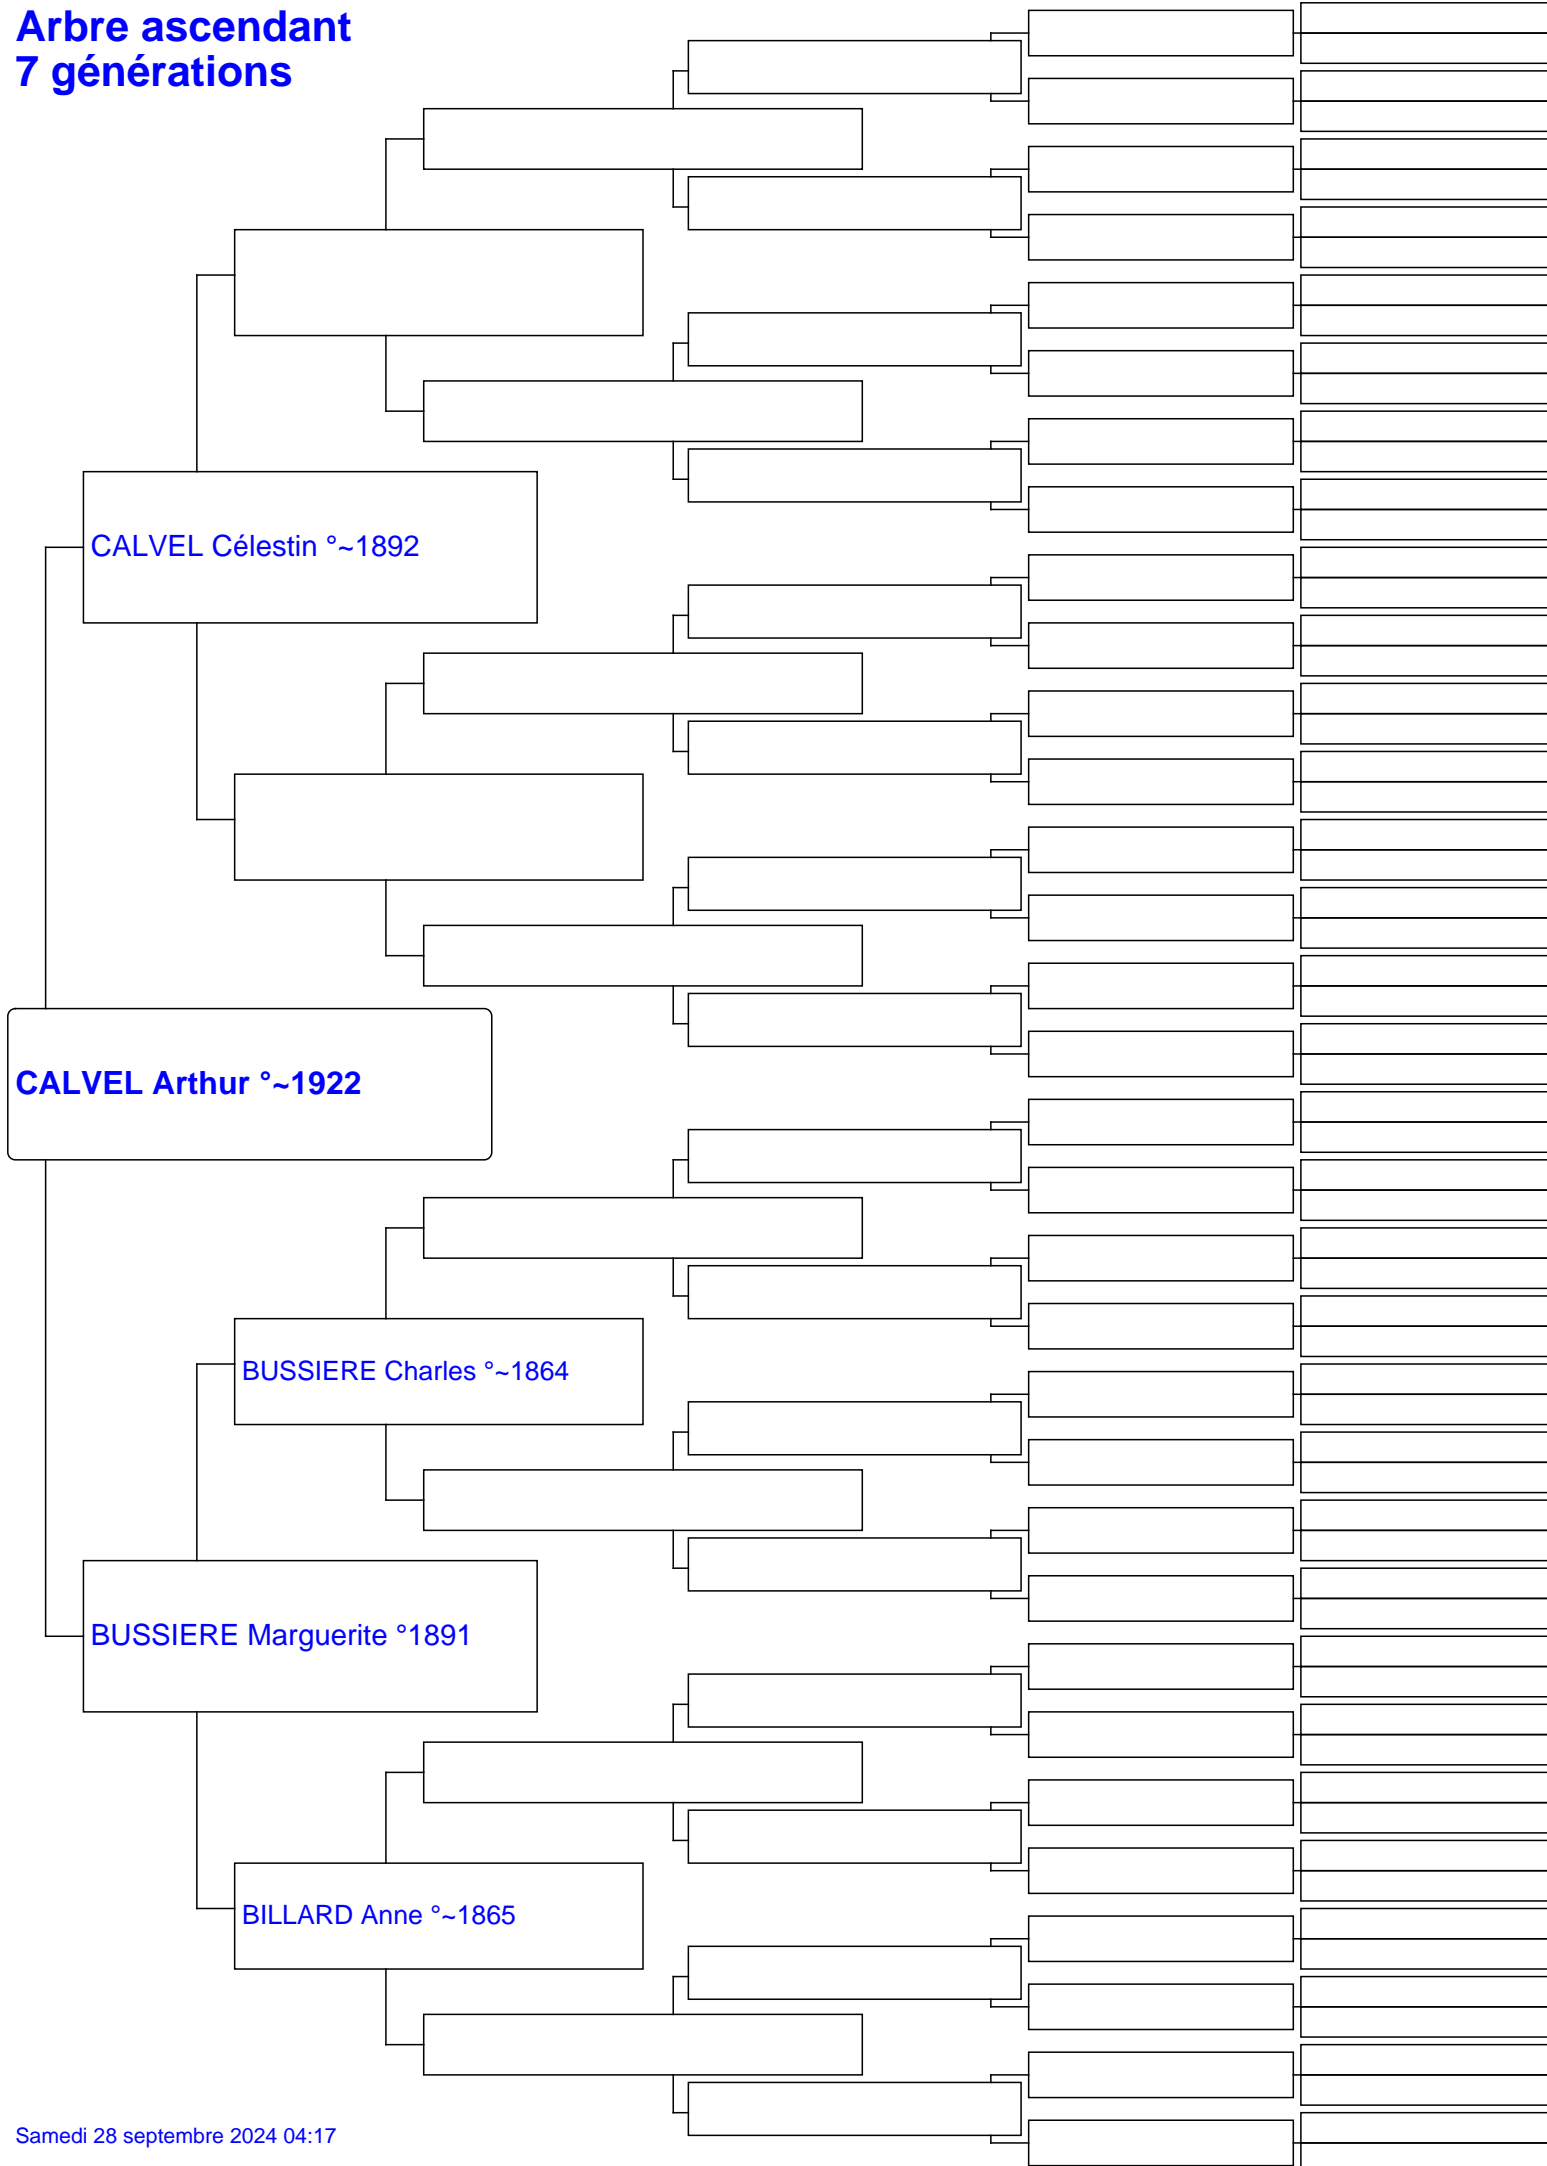 Arbre ascendant
7 générations
CALVEL Célestin °~1892
CALVEL Arthur °~1922
BUSSIERE Charles °~1864
BUSSIERE Marguerite °1891
BILLARD Anne °~1865
Samedi 28 septembre 2024 04:17